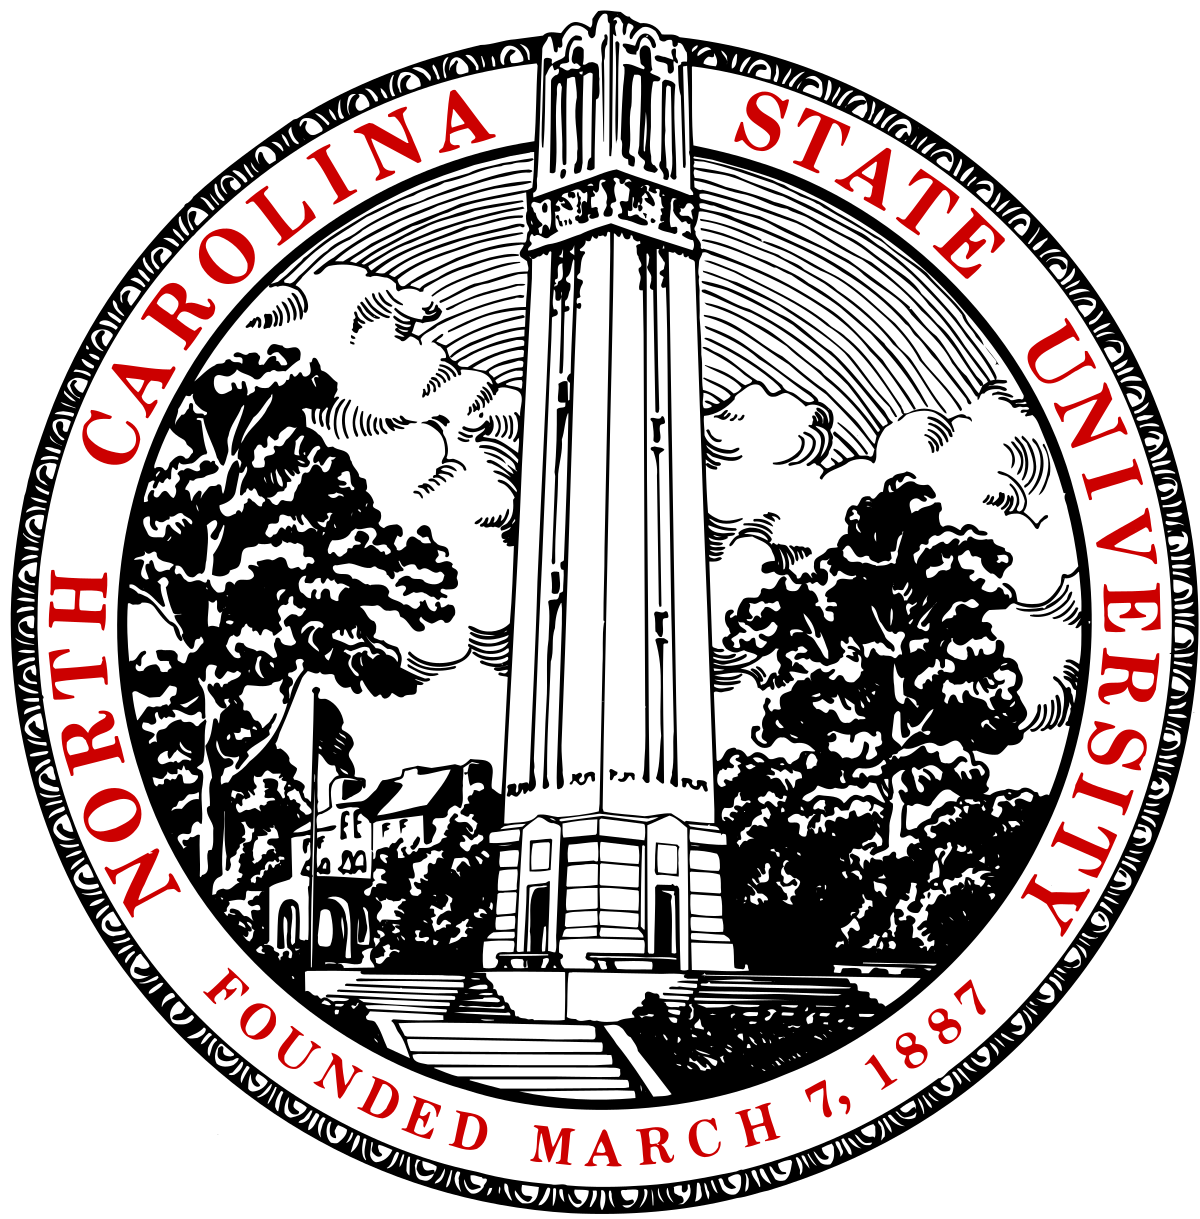 NORTH CAROLINA STATE UNIVERSITY
FOUNDED MARCH 7, 1887